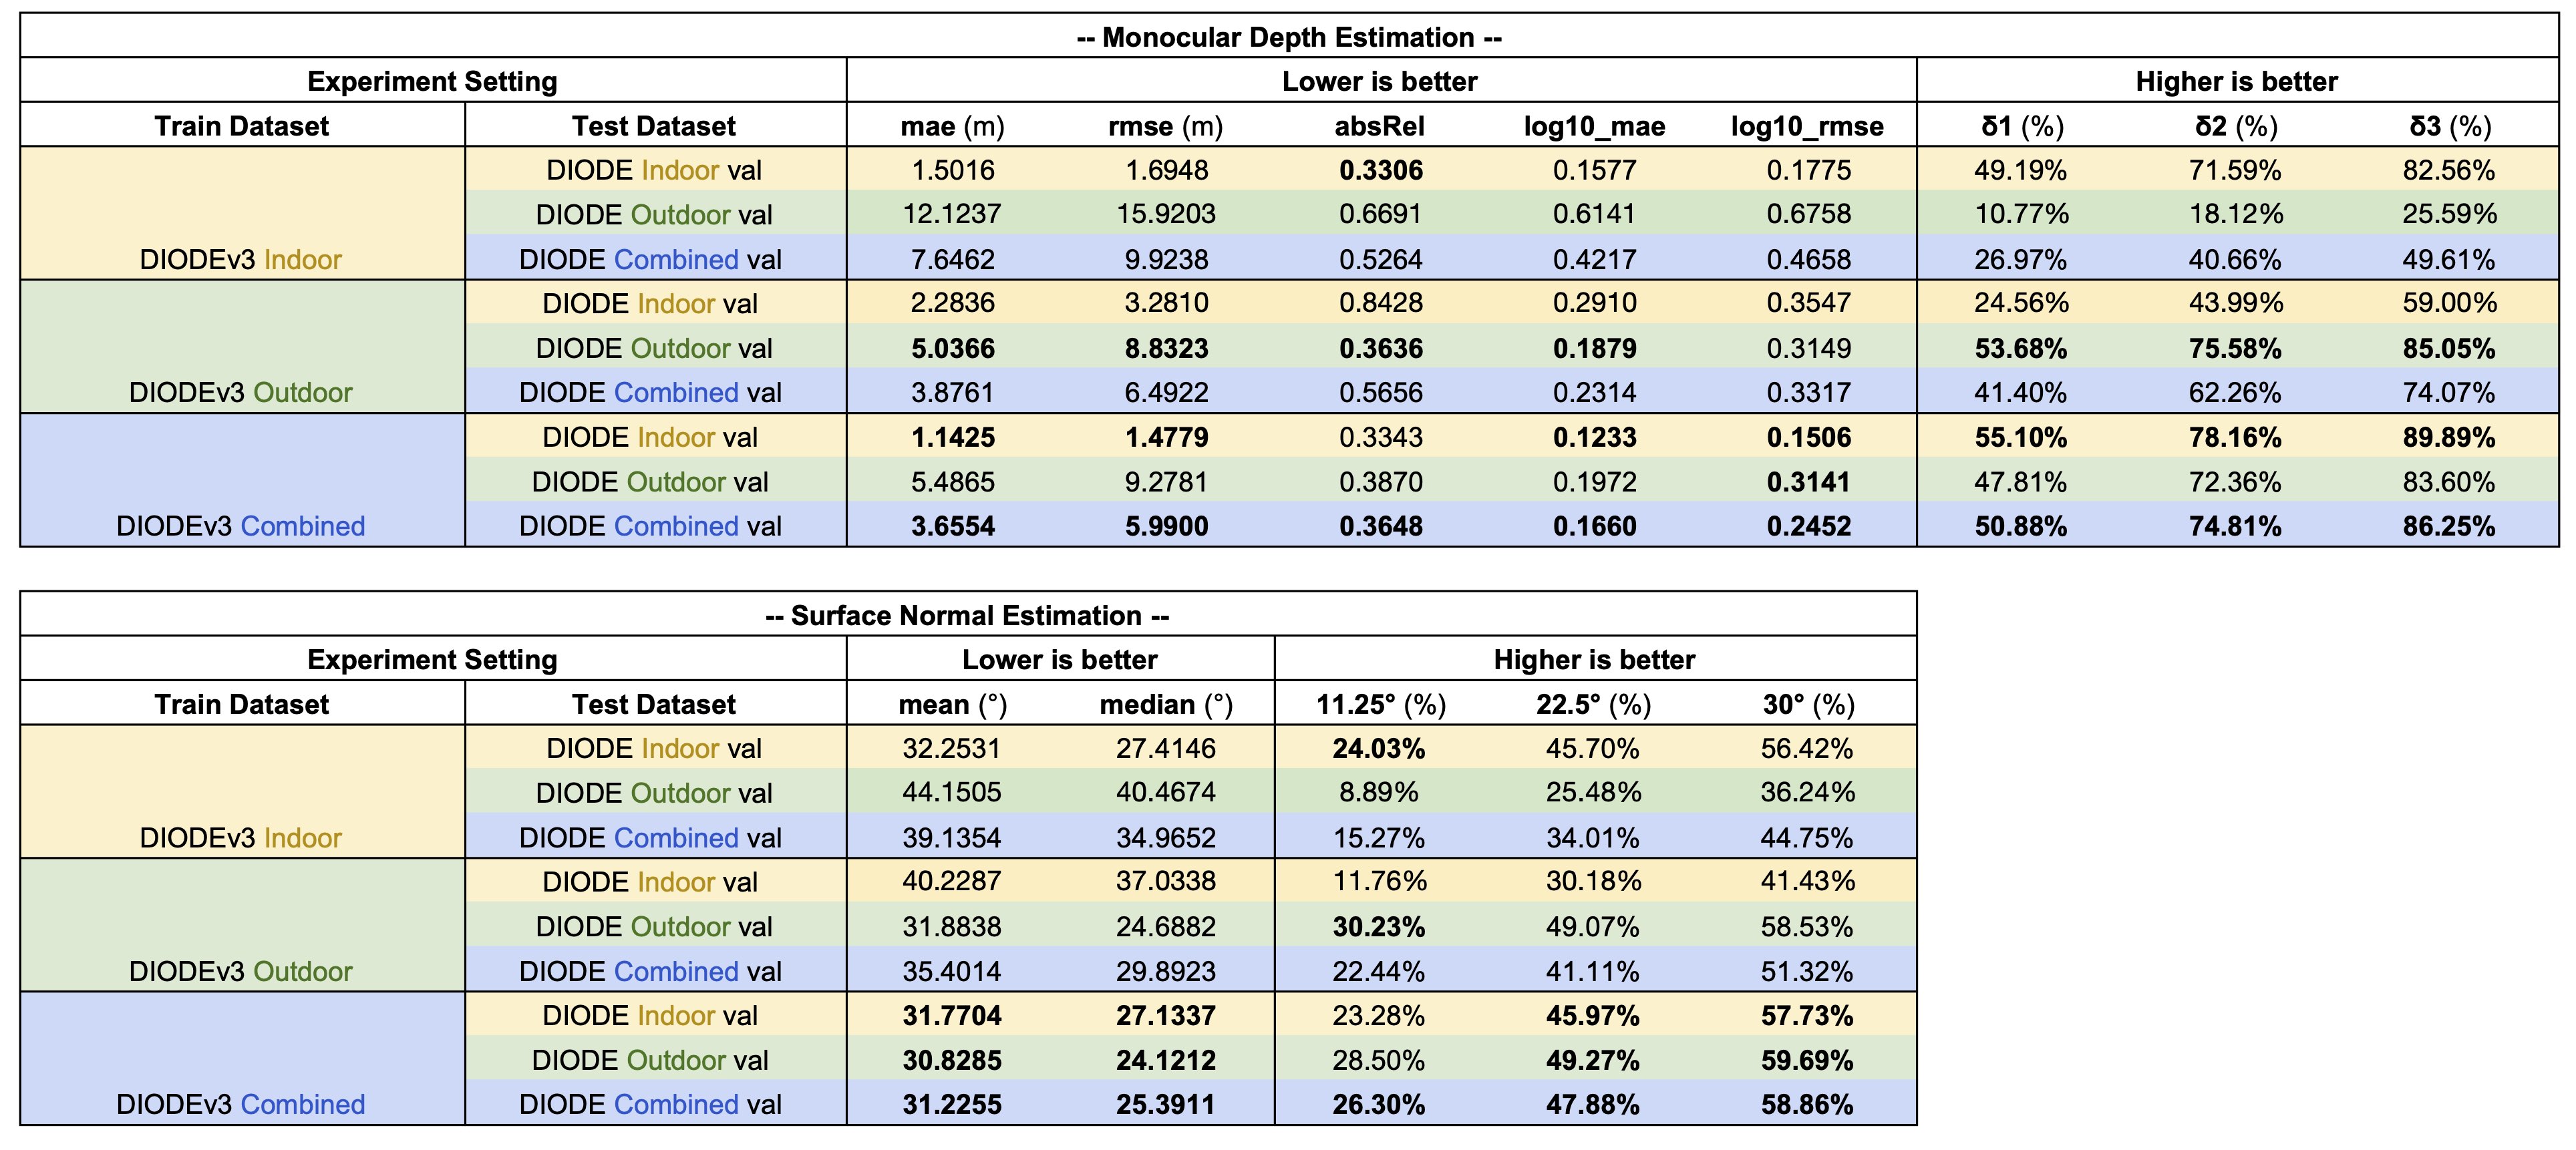 -- Monocular Depth Estimation --
Experiment Setting Lower is better Higher is better
Train Dataset Test Dataset mae (m) rmse (m) absRel log10_mae log10_rmse δ1 (%) δ2 (%) δ3 (%)
DIODE Indoor val 1.5016 1.6948 0.3306 0.1577 0.1775 49.19% 71.59% 82.56%
DIODE Outdoor val 12.1237 15.9203 0.6691 0.6141 0.6758 10.77% 18.12% 25.59%
DIODEv3 Indoor DIODE Combined val 7.6462 9.9238 0.5264 0.4217 0.4658 26.97% 40.66% 49.61%
DIODE Indoor val 2.2836 3.2810 0.8428 0.2910 0.3547 24.56% 43.99% 59.00%
DIODE Outdoor val 5.0366 8.8323 0.3636 0.1879 0.3149 53.68% 75.58% 85.05%
DIODEv3 Outdoor DIODE Combined val 3.8761 6.4922 0.5656 0.2314 0.3317 41.40% 62.26% 74.07%
DIODE Indoor val 1.1425 1.4779 0.3343 0.1233 0.1506 55.10% 78.16% 89.89%
DIODE Outdoor val 5.4865 9.2781 0.3870 0.1972 0.3141 47.81% 72.36% 83.60%
DIODEv3 Combined DIODE Combined val 3.6554 5.9900 0.3648 0.1660 0.2452 50.88% 74.81% 86.25%
-- Surface Normal Estimation --
Experiment Setting Lower is better Higher is better
Train Dataset Test Dataset mean (°) median (°) 11.25° (%) 22.5° (%) 30° (%)
DIODE Indoor val 32.2531 27.4146 24.03% 45.70% 56.42%
DIODE Outdoor val 44.1505 40.4674 8.89% 25.48% 36.24%
DIODEv3 Indoor DIODE Combined val 39.1354 34.9652 15.27% 34.01% 44.75%
DIODE Indoor val 40.2287 37.0338 11.76% 30.18% 41.43%
DIODE Outdoor val 31.8838 24.6882 30.23% 49.07% 58.53%
DIODEv3 Outdoor DIODE Combined val 35.4014 29.8923 22.44% 41.11% 51.32%
DIODE Indoor val 31.7704 27.1337 23.28% 45.97% 57.73%
DIODE Outdoor val 30.8285 24.1212 28.50% 49.27% 59.69%
DIODEv3 Combined DIODE Combined val 31.2255 25.3911 26.30% 47.88% 58.86%